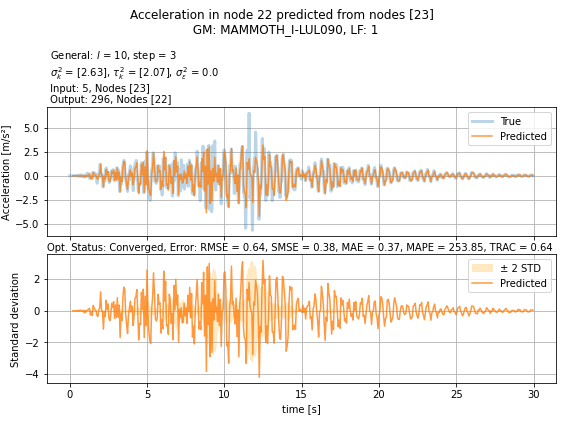 Acceleration in node 22 predicted from nodes [23]
GM: MAMMOTH_I-LUL090, LF: 1
General: l = 10, step = 3
σ²ₖ = [2.63], τ²ₖ = [2.07], σ²ε = 0.0
Input: 5, Nodes [23]
Output: 296, Nodes [22]
Acceleration [m/s²]
5.0
2.5
0.0
−2.5
−5.0
True
Predicted
Opt. Status: Converged, Error: RMSE = 0.64, SMSE = 0.38, MAE = 0.37, MAPE = 253.85, TRAC = 0.64
Standard deviation
2
0
−2
−4
± 2 STD
Predicted
0 5 10 15 20 25 30
time [s]